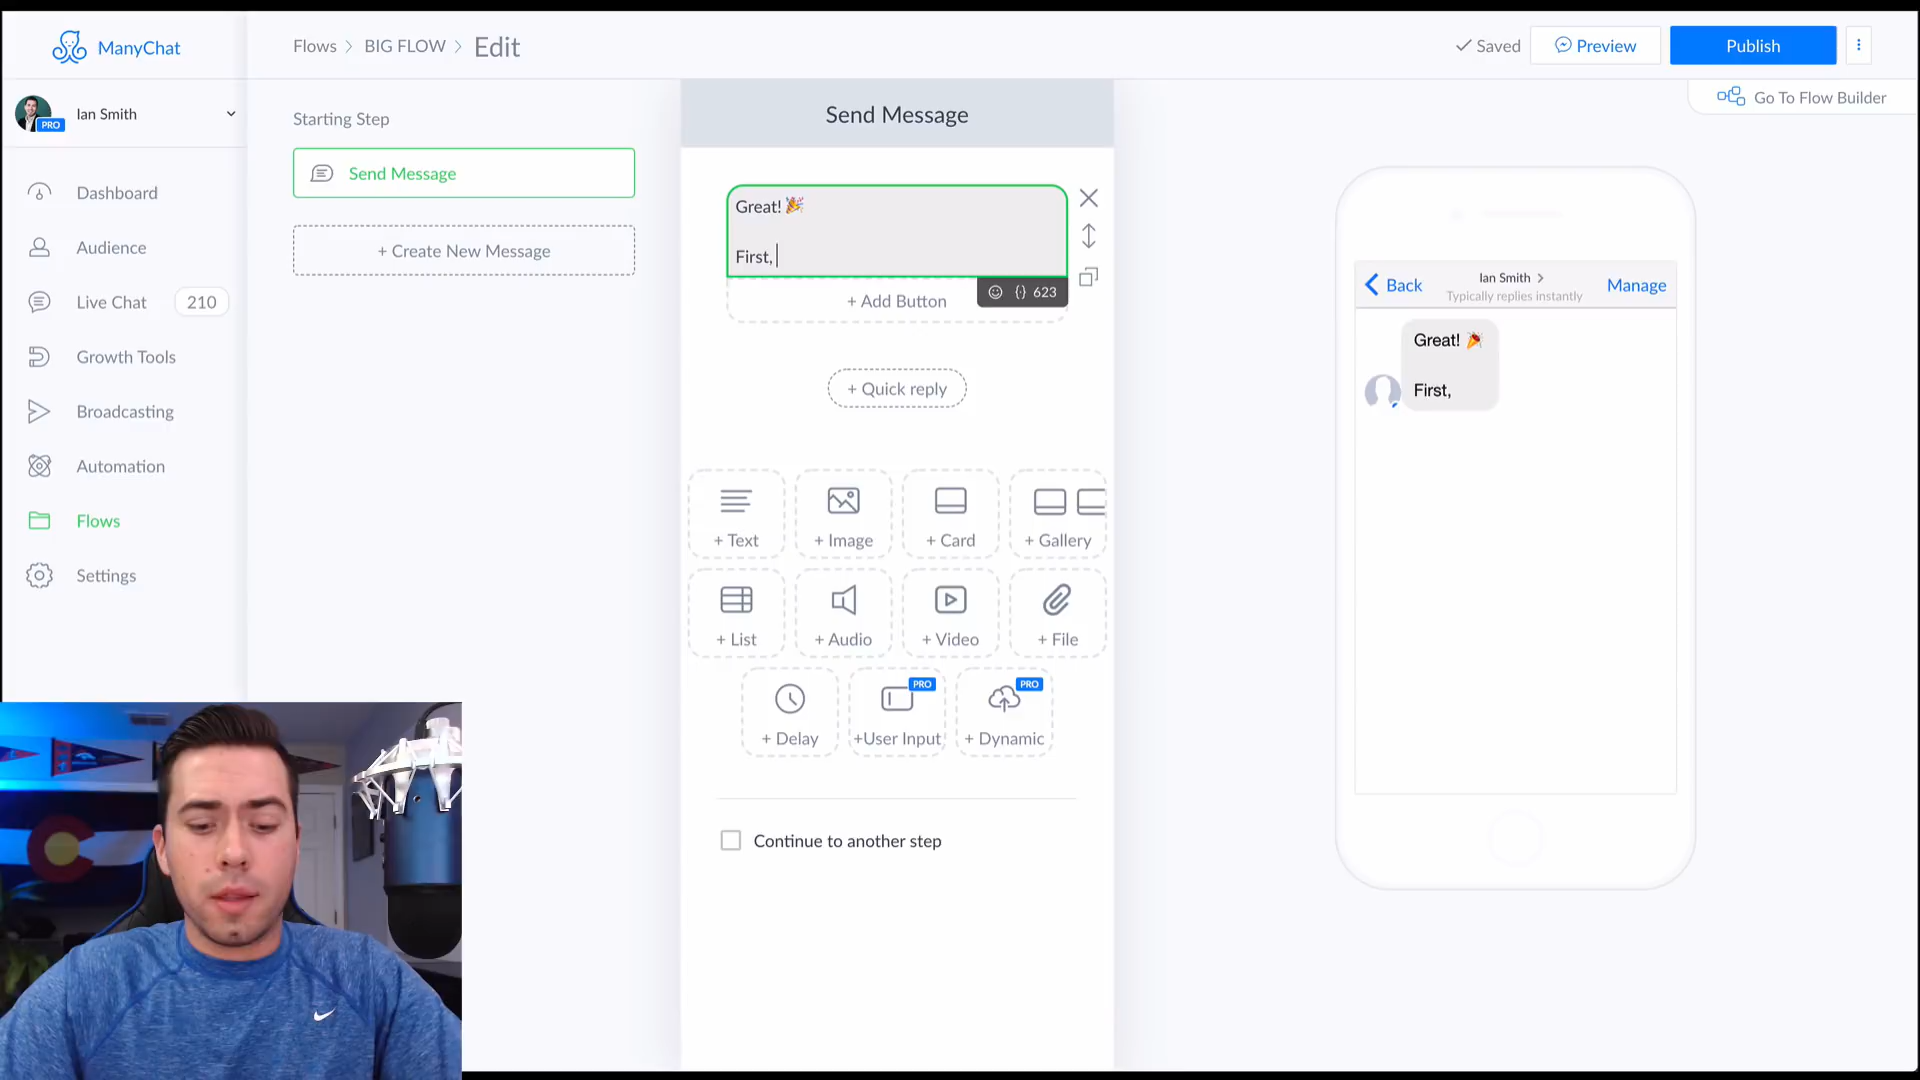 ManyChat
Flows > BIG FLOW > Edit
Saved
Preview
Publish
PRO
Ian Smith
Go To Flow Builder
Dashboard
Audience
Live Chat 210
Growth Tools
Broadcasting
Automation
Flows
Settings
Starting Step
Send Message
+ Create New Message
Send Message
Great! 🎉
First,
623
+ Add Button
+ Quick reply
+ Text
+ Image
+ Card
+ Gallery
+ List
+ Audio
+ Video
+ File
+ Delay
PRO
+User Input
PRO
+ Dynamic
Continue to another step
Back
Ian Smith >
Typically replies instantly
Manage
Great! 🎉
First,